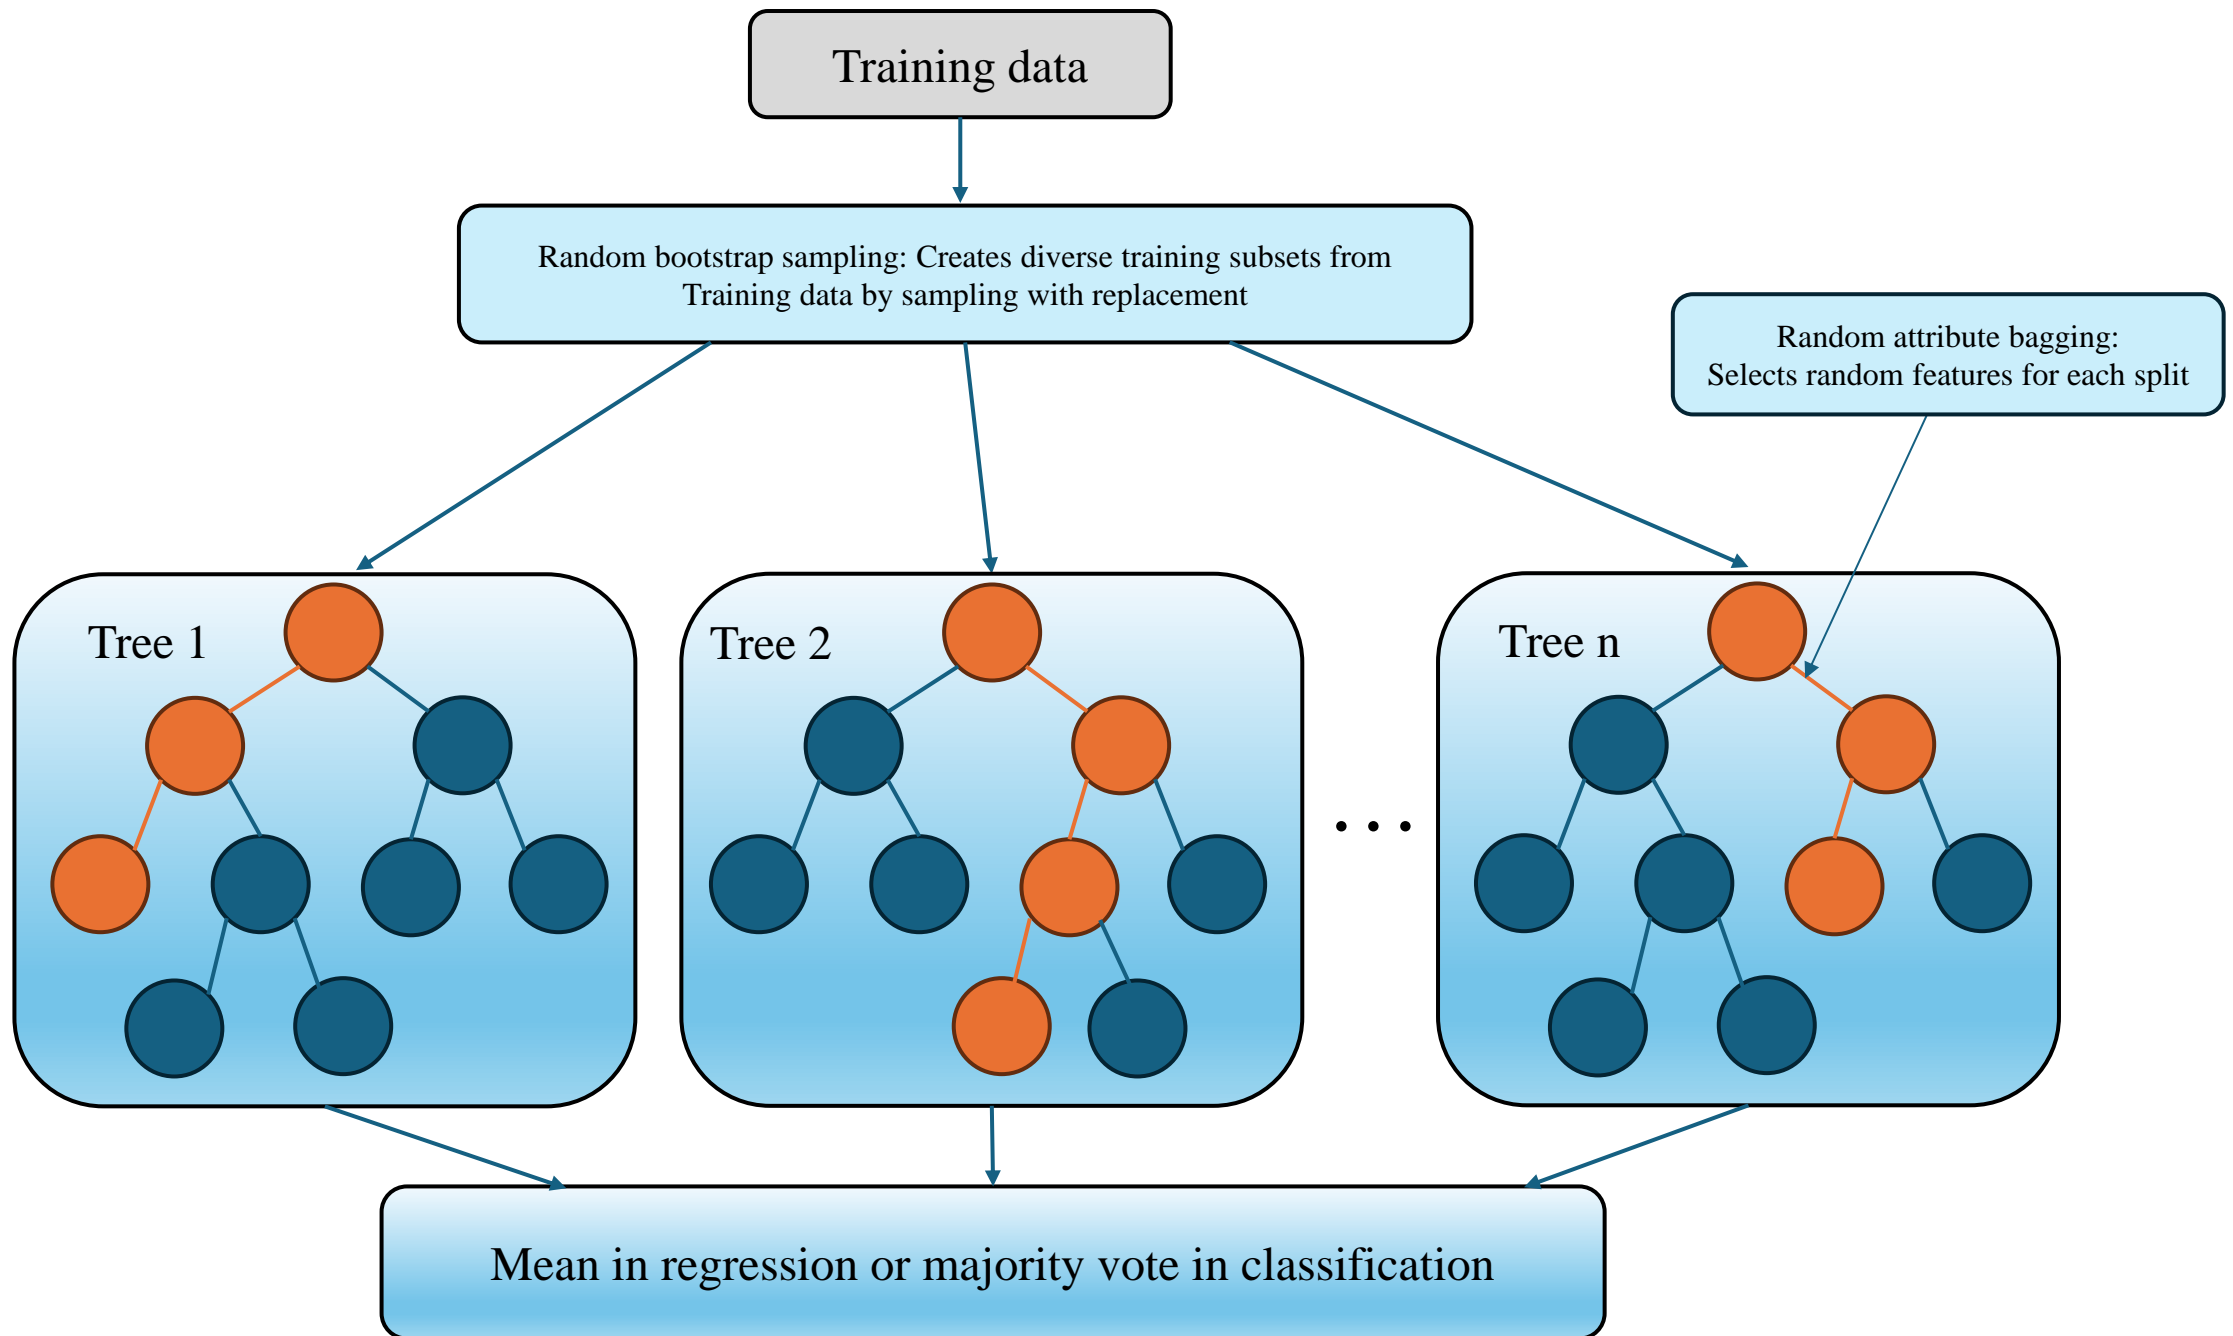 Training data
Random bootstrap sampling: Creates diverse training subsets from
Training data by sampling with replacement
Random attribute bagging:
Selects random features for each split
Tree 1
Tree 2
Tree n
. . .
Mean in regression or majority vote in classification